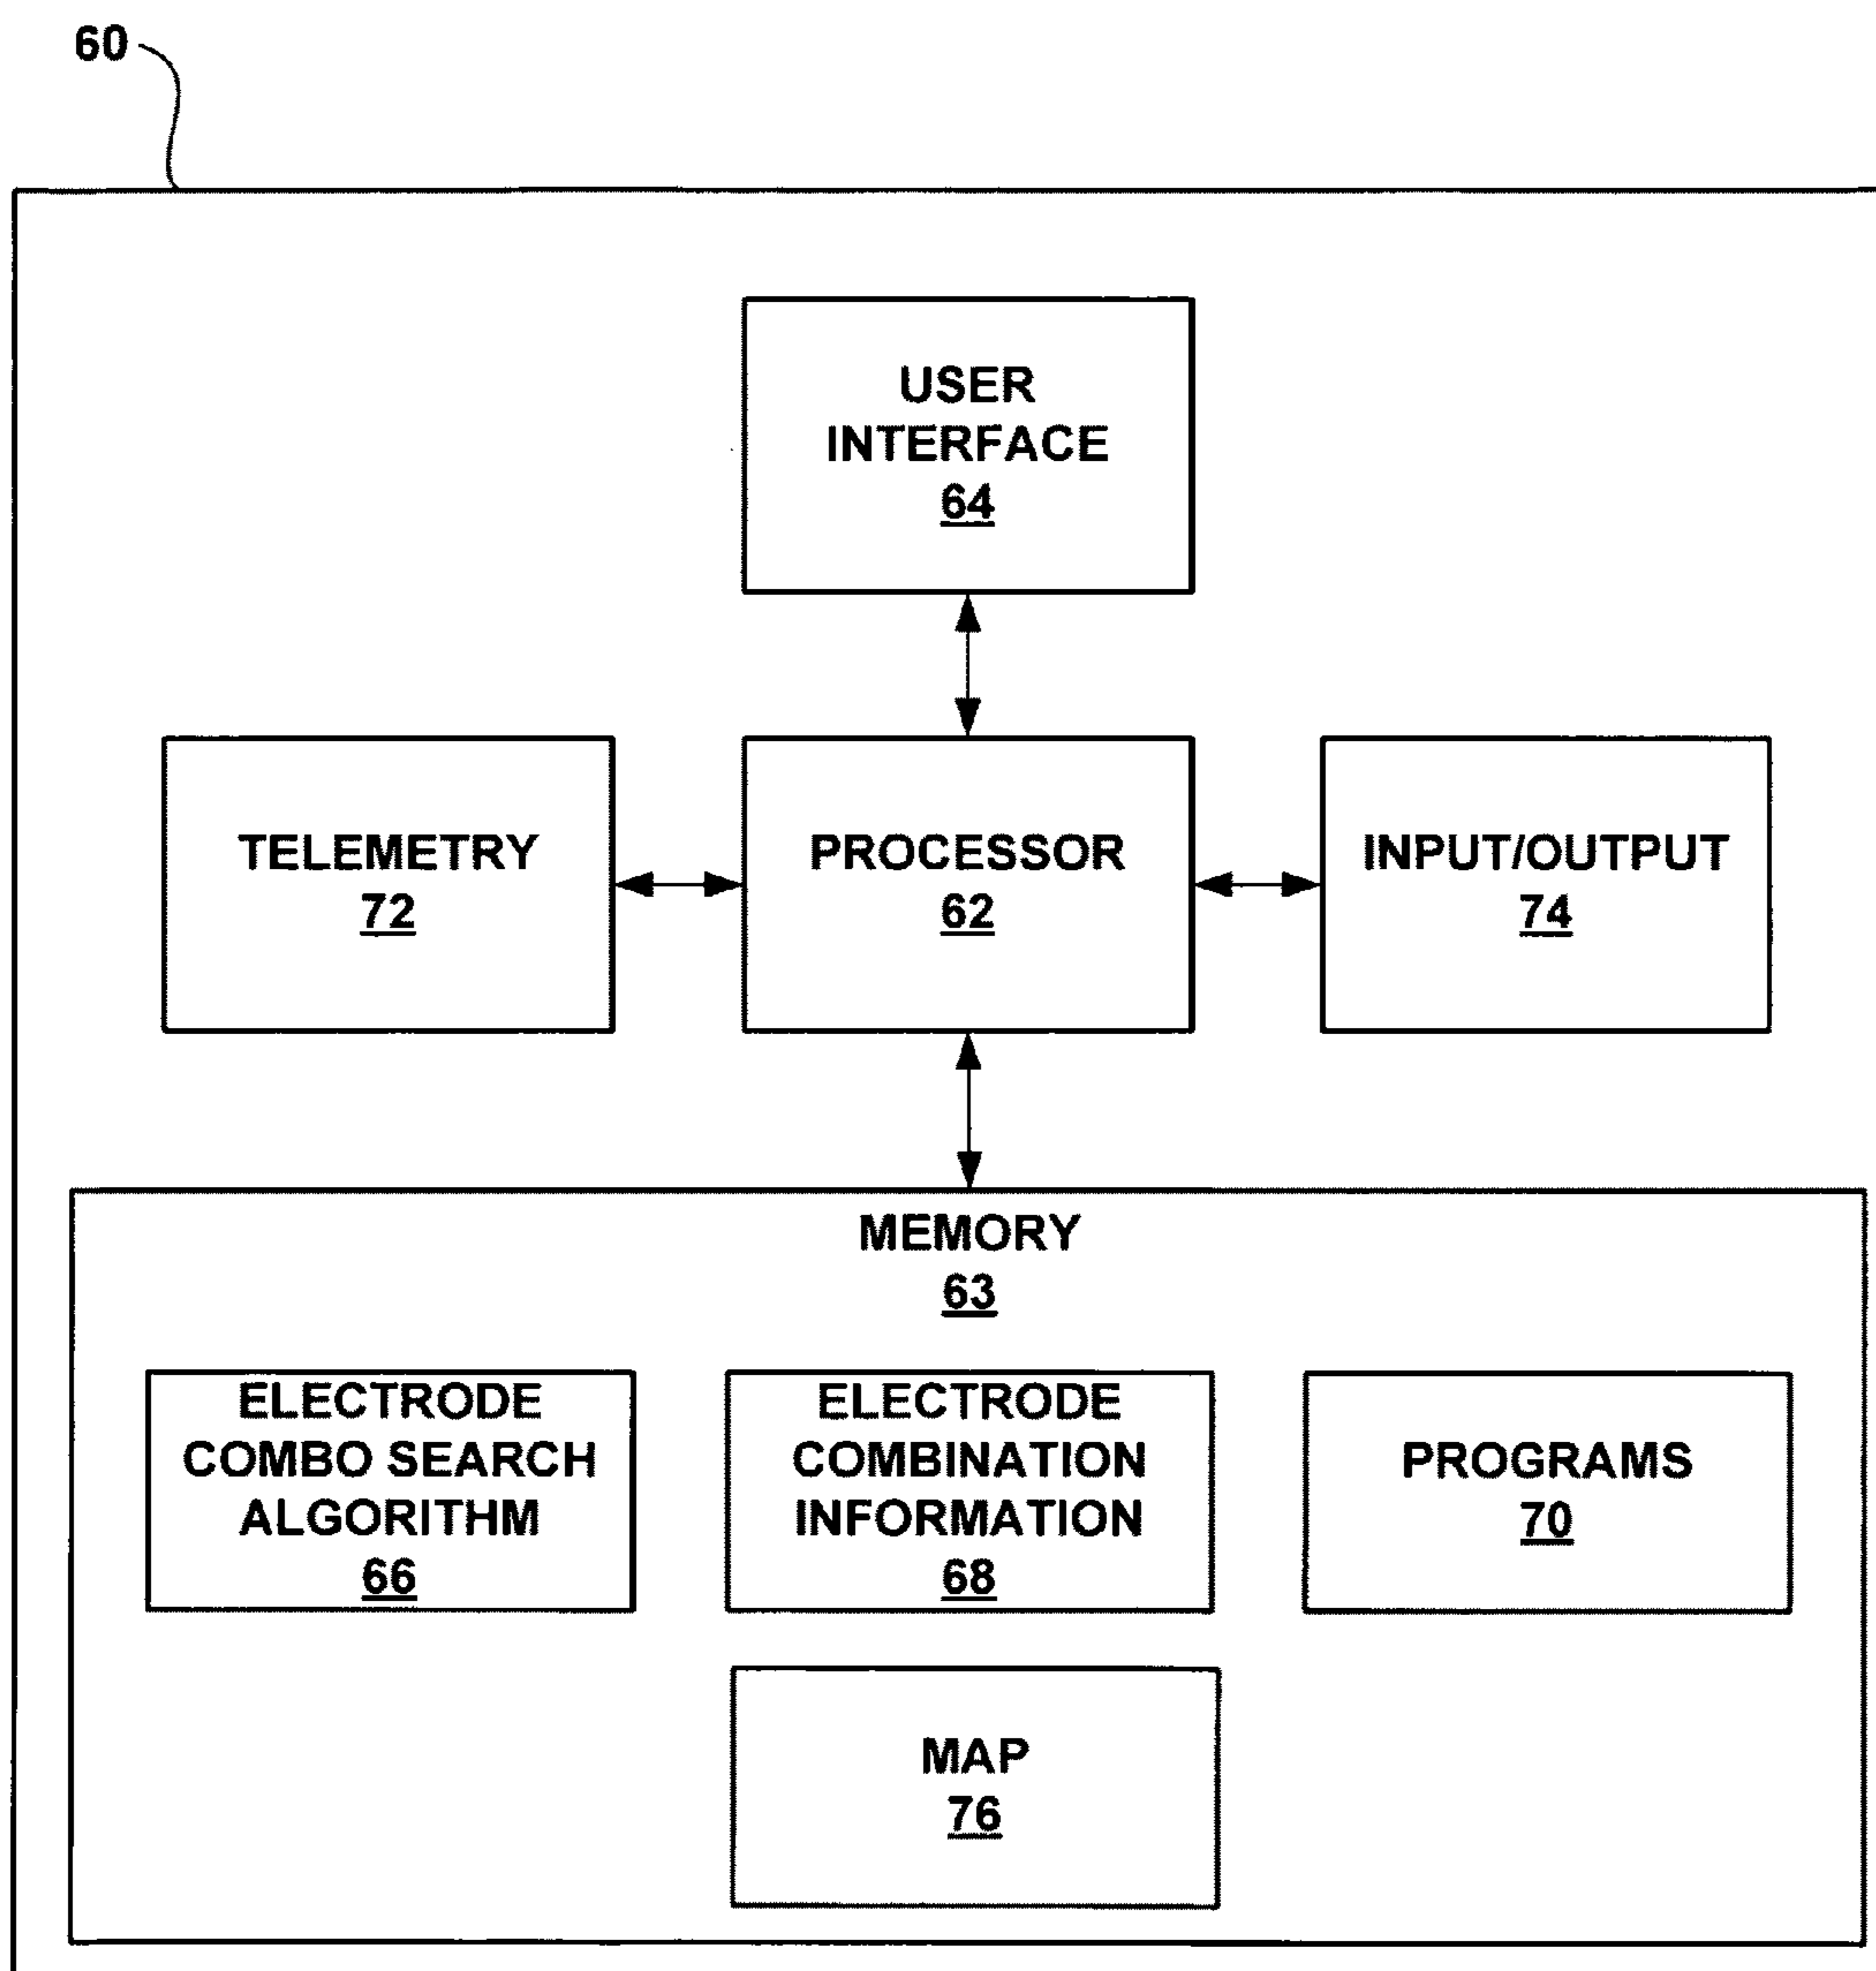 60
USER
INTERFACE
64
TELEMETRY
72
PROCESSOR
62
INPUT/OUTPUT
74
MEMORY
63
ELECTRODE
COMBO SEARCH
ALGORITHM
66
ELECTRODE
COMBINATION
INFORMATION
68
PROGRAMS
70
MAP
76